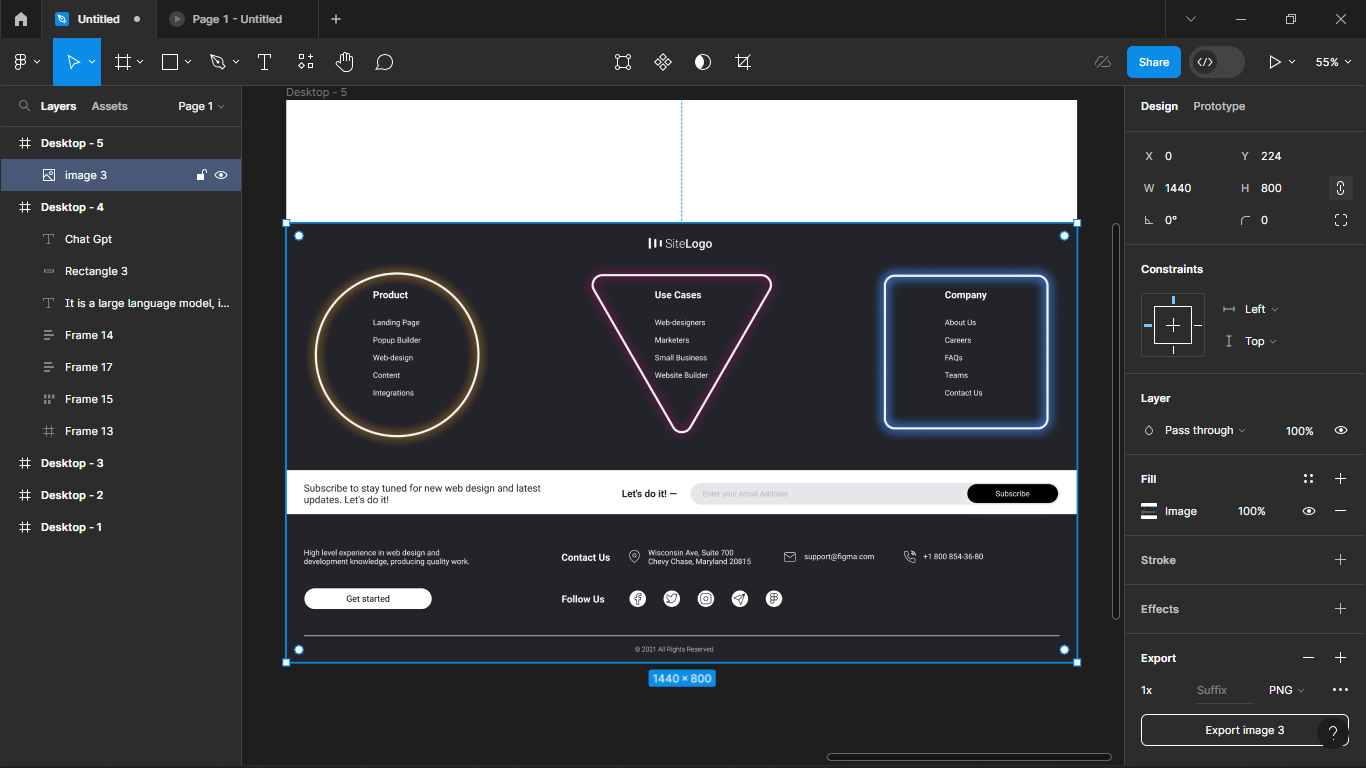 Untitled
Page 1 - Untitled
Share
55%
Layers
Assets
Page 1
Desktop - 5
image 3
Desktop - 4
Chat Gpt
Rectangle 3
It is a large language model, i...
Frame 14
Frame 17
Frame 15
Frame 13
Desktop - 3
Desktop - 2
Desktop - 1
Desktop - 5
SiteLogo
Product
Landing Page
Popup Builder
Web-design
Content
Integrations
Use Cases
Web-designers
Marketers
Small Business
Website Builder
Company
About Us
Careers
FAQs
Teams
Contact Us
Subscribe to stay tuned for new web design and latest
updates. Let's do it!
Let's do it! —
Enter your email Address
Subscribe
High level experience in web design and
development knowledge, producing quality work.
Get started
Contact Us
Wisconsin Ave, Suite 700
Chevy Chase, Maryland 20815
support@figma.com
+1 800 854-36-80
Follow Us
© 2021 All Rights Reserved
1440 × 800
Design
Prototype
X 0
Y 224
W 1440
H 800
0°
0
Constraints
Left
Top
Layer
Pass through
100%
Fill
Image
100%
Stroke
Effects
Export
1x
Suffix
PNG
Export image 3
?